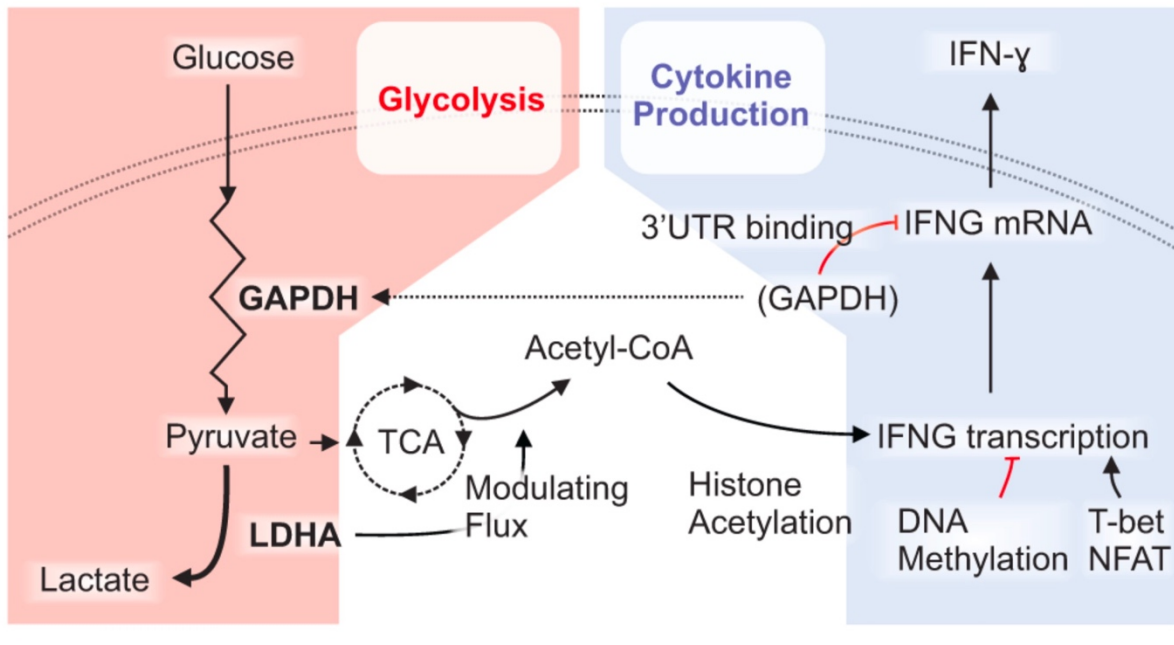 Glucose
Glycolysis
Cytokine
Production
IFN-γ
3'UTR binding
IFNG mRNA
GAPDH
(GAPDH)
Acetyl-CoA
Pyruvate
TCA
IFNG transcription
Modulating
Flux
Histone
Acetylation
LDHA
DNA
Methylation
T-bet
NFAT
Lactate